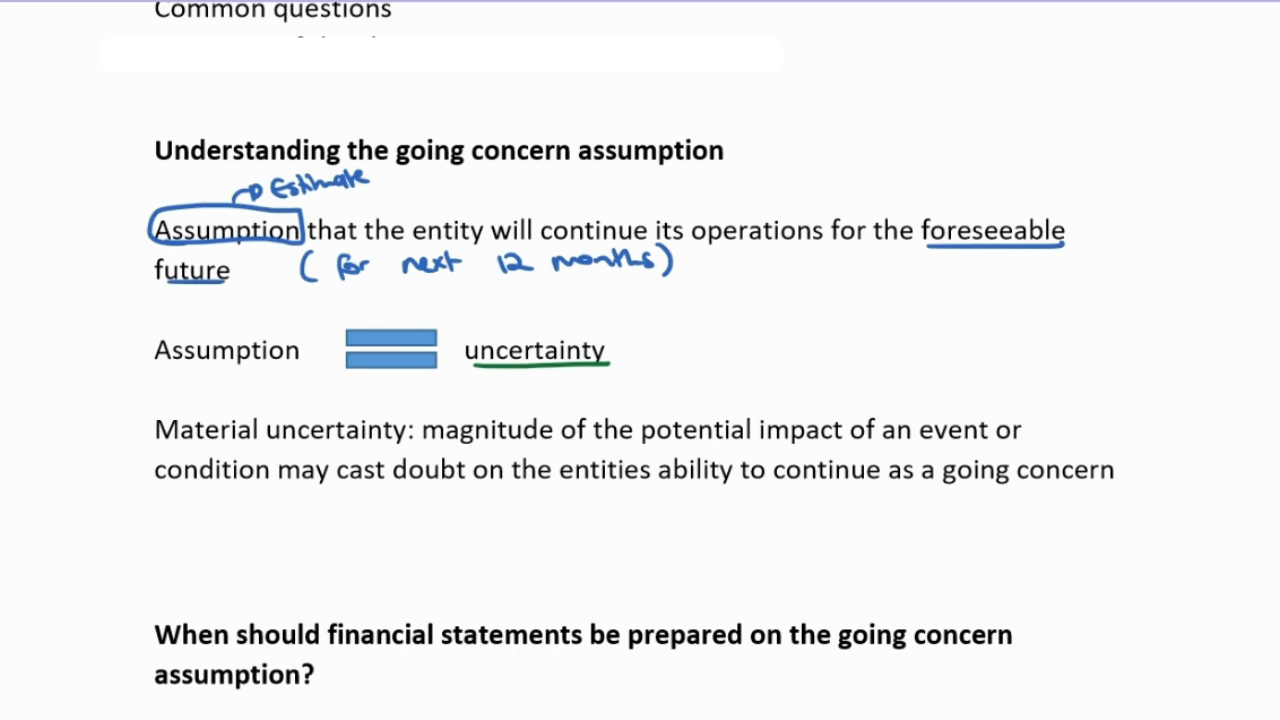 Common questions
Understanding the going concern assumption
Estimate
Assumption that the entity will continue its operations for the foreseeable
future (for next 12 months)
Assumption uncertainty
Material uncertainty: magnitude of the potential impact of an event or
condition may cast doubt on the entities ability to continue as a going concern
When should financial statements be prepared on the going concern
assumption?